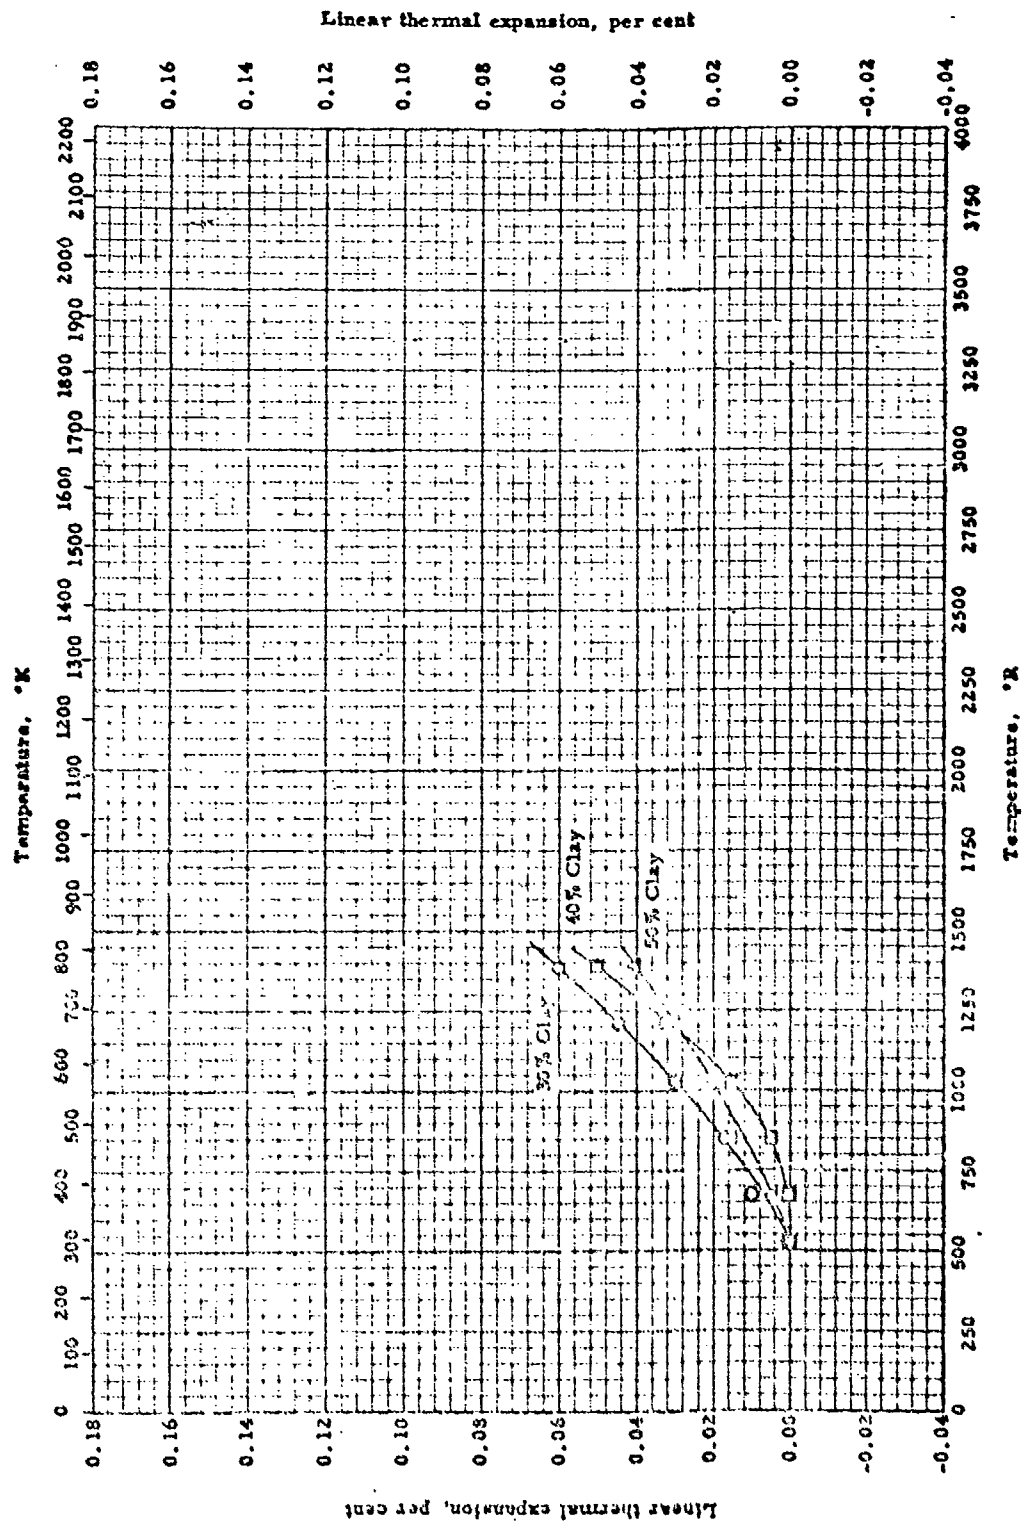 Linear thermal expansion, per cent
0.18 0.16 0.14 0.12 0.10 0.08 0.06 0.04 0.02 0.00 -0.02 -0.04
Temperature, °K
0 100 200 300 400 500 600 700 800 900 1000 1100 1200 1300 1400 1500 1600 1700 1800 1900 2000 2100 2200
30% Clay
40% Clay
50% Clay
0 250 500 750 1000 1250 1500 1750 2000 2250 2500 2750 3000 3250 3500 3750 4000
Temperature, °R
0.18 0.16 0.14 0.12 0.10 0.08 0.06 0.04 0.02 0.00 -0.02 -0.04
Linear thermal expansion, per cent